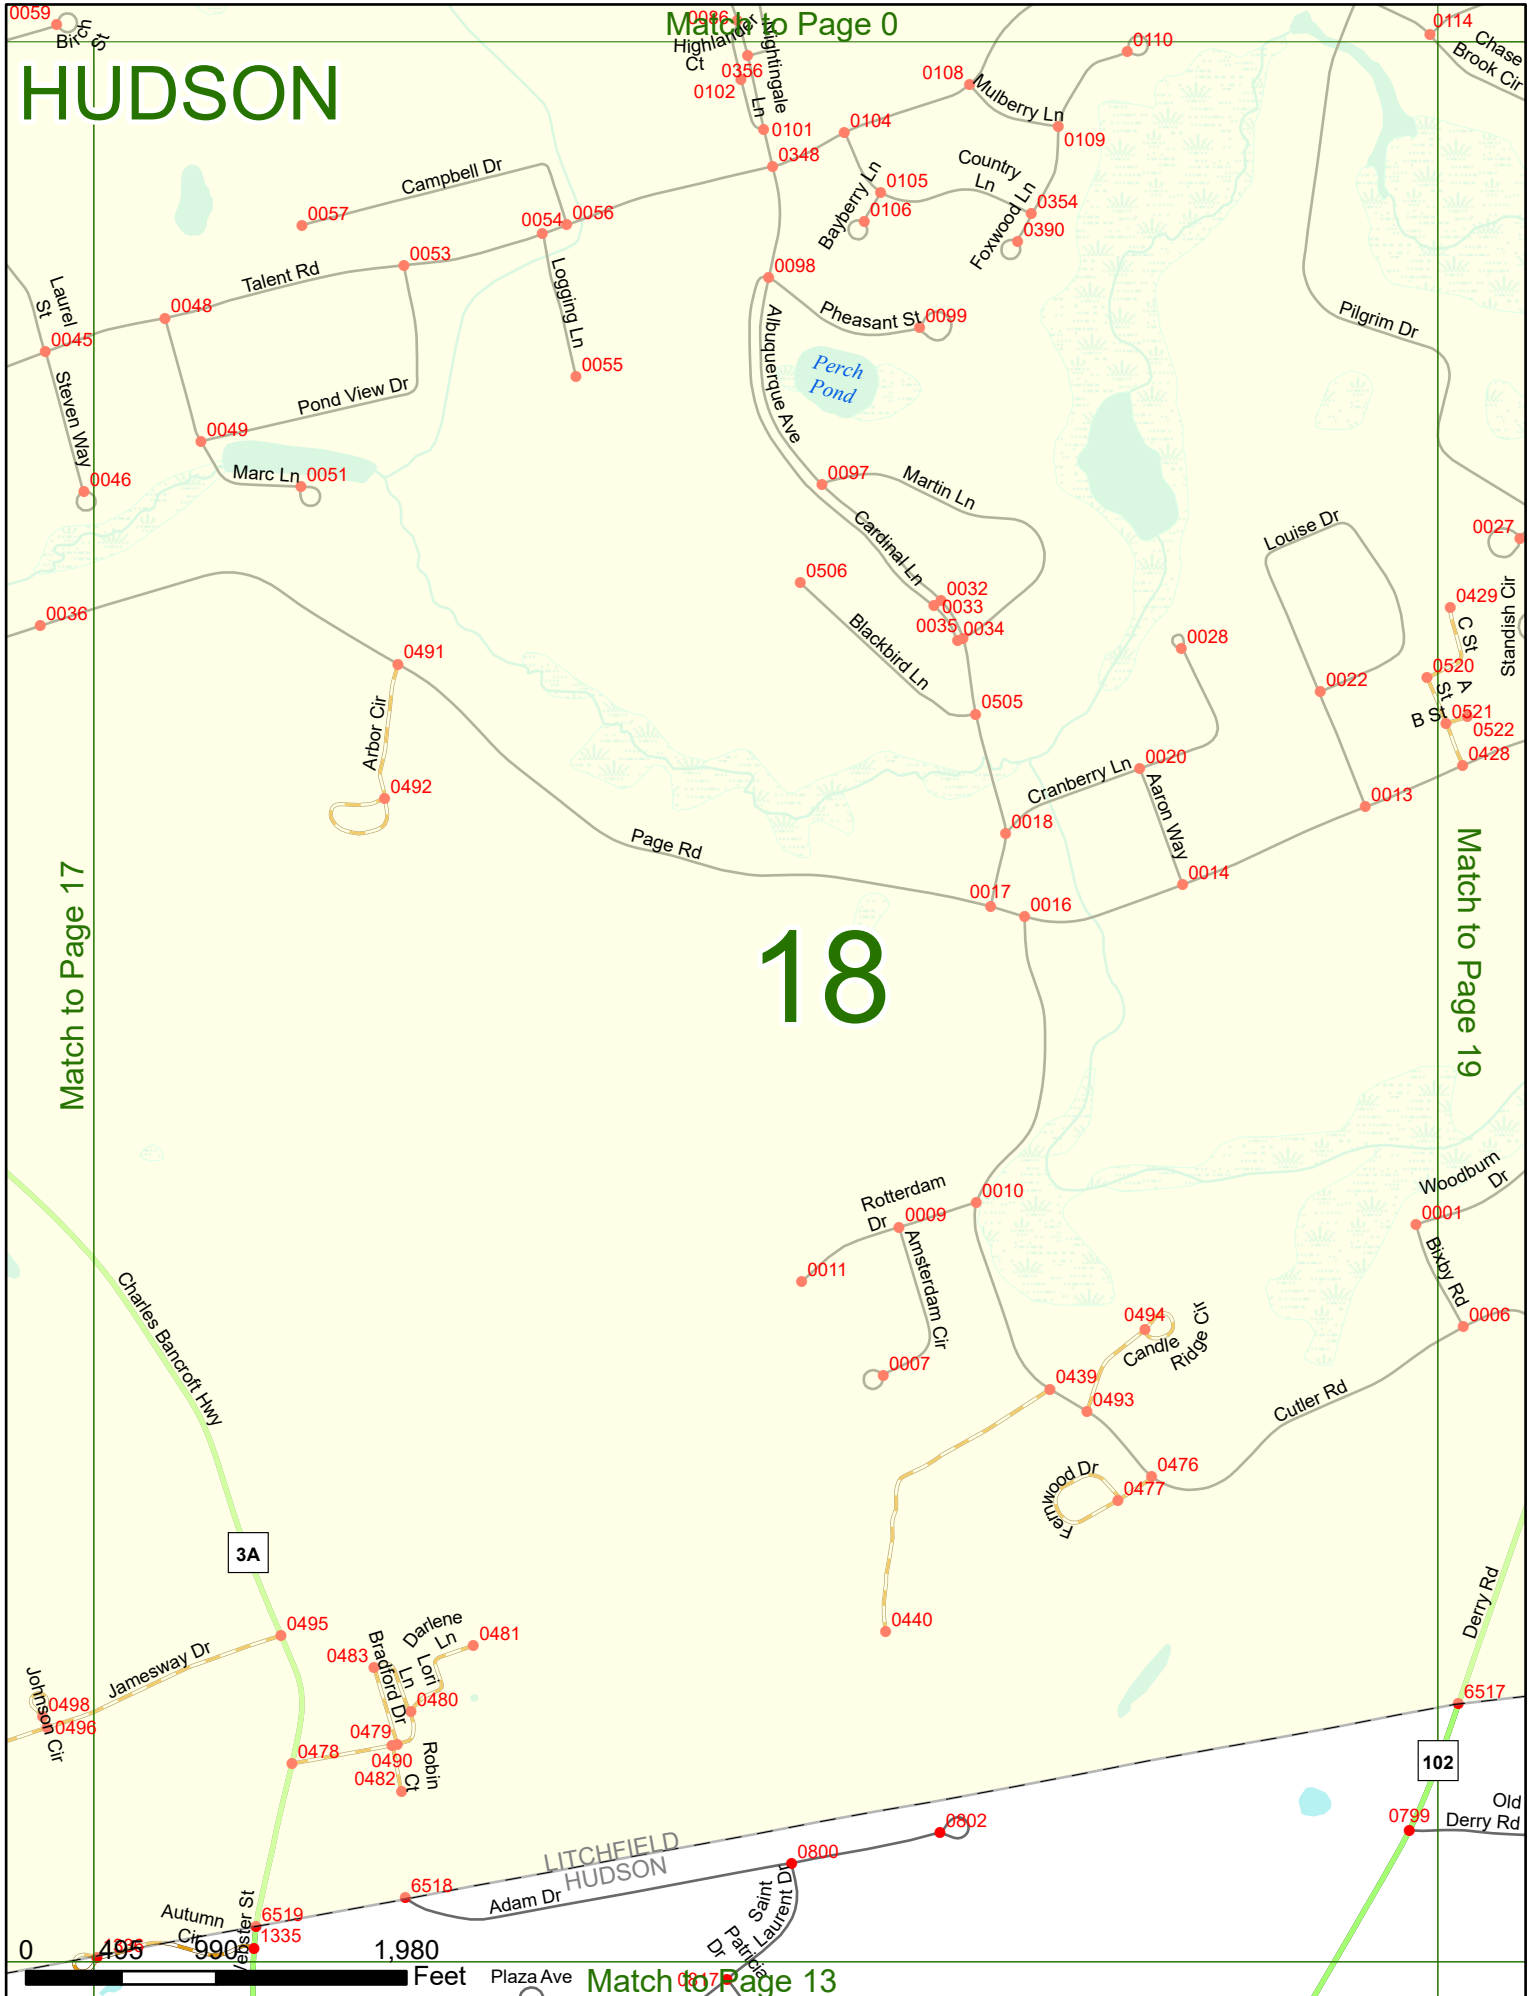 0059
Birch St
0086
Match to Page 0
Highlander Ct
Nightingale Ln
0356
0102
0101
0348
0104
0108
Mulberry Ln
0110
0109
0114
Chase
Brook Cir
HUDSON
Campbell Dr
0057
0054
0056
0053
Talent Rd
0048
Laurel St
0045
Steven Way
0046
Logging Ln
0055
Pond View Dr
0049
Marc Ln
0051
Bayberry Ln
0105
0106
Country
Ln
Foxwood Ln
0354
0390
0098
Pheasant St
0099
Albuquerque Ave
Perch
Pond
Pilgrim Dr
0097
Martin Ln
Cardinal Ln
0506
0032
0033
0035
0034
Blackbird Ln
0505
Louise Dr
0027
0429
C St
Standish Cir
0520
A St
B St
0521
0522
0428
0028
0022
0036
0491
Arbor Cir
0492
Page Rd
Cranberry Ln
0020
Aaron Way
0018
0013
0014
0017
0016
Match to Page 17
18
Match to Page 19
Rotterdam
Dr
0009
0010
0011
Amsterdam Cir
0007
Woodburn
Dr
0001
Bixby Rd
0006
0494
Candle
Ridge Cir
0439
0493
Cutler Rd
Fernwood Dr
0476
0477
0440
Charles Bancroft Hwy
3A
0495
Jamesway Dr
Johnson Cir
0498
0496
0483
Bradford Dr
Darlene
Ln
0481
Lori
Ln
0480
0479
0490
0482
Robin
Ct
0478
Derry Rd
6517
102
0799
Old
Derry Rd
0802
0800
LITCHFIELD
HUDSON
6518
Adam Dr
Saint
Laurent Dr
Patricia
Dr
0817
Autumn
Cir
Webster St
6519
1335
1336
0 495 990 1,980
Feet
Plaza Ave
Match to Page 13